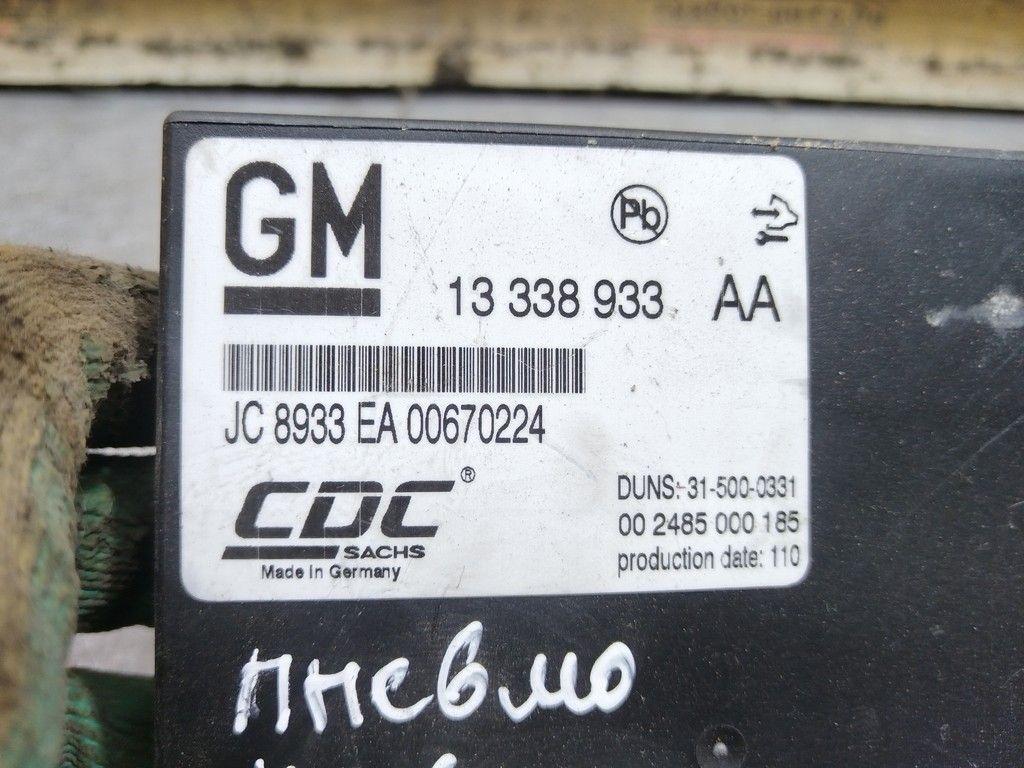 GM
Pb
13 338 933 AA
JC 8933 EA 00670224
CDC®
SACHS
Made In Germany
DUNS:-31-500-0331
00 2485 000 185
production date: 110
пневмо